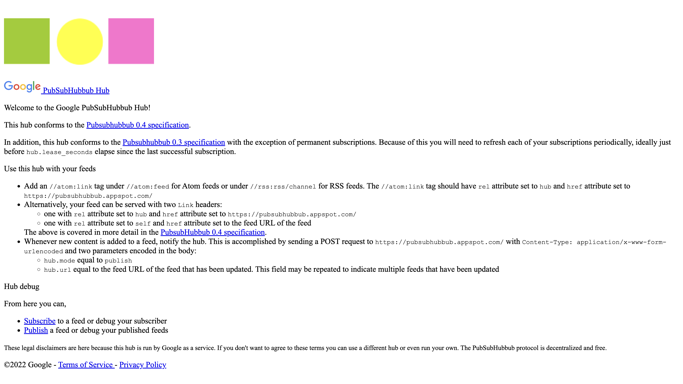 Google PubSubHubbub Hub
Welcome to the Google PubSubHubbub Hub!
This hub conforms to the Pubsubhubbub 0.4 specification.
In addition, this hub conforms to the Pubsubhubbub 0.3 specification with the exception of permanent subscriptions. Because of this you will need to refresh each of your subscriptions periodically, ideally just
before hub.lease_seconds elapse since the last successful subscription.
Use this hub with your feeds
• Add an //atom:link tag under //atom:feed for Atom feeds or under //rss:rss/channel for RSS feeds. The //atom:link tag should have rel attribute set to hub and href attribute set to
https://pubsubhubbub.appspot.com/
• Alternatively, your feed can be served with two Link headers:
◦ one with rel attribute set to hub and href attribute set to https://pubsubhubbub.appspot.com/
◦ one with rel attribute set to self and href attribute set to the feed URL of the feed
The above is covered in more detail in the PubsubHubbub 0.4 specification.
• Whenever new content is added to a feed, notify the hub. This is accomplished by sending a POST request to https://pubsubhubbub.appspot.com/ with Content-Type: application/x-www-form-
urlencoded and two parameters encoded in the body:
◦ hub.mode equal to publish
◦ hub.url equal to the feed URL of the feed that has been updated. This field may be repeated to indicate multiple feeds that have been updated
Hub debug
From here you can,
• Subscribe to a feed or debug your subscriber
• Publish a feed or debug your published feeds
These legal disclaimers are here because this hub is run by Google as a service. If you don't want to agree to these terms you can use a different hub or even run your own. The PubSubHubbub protocol is decentralized and free.
©2022 Google - Terms of Service - Privacy Policy